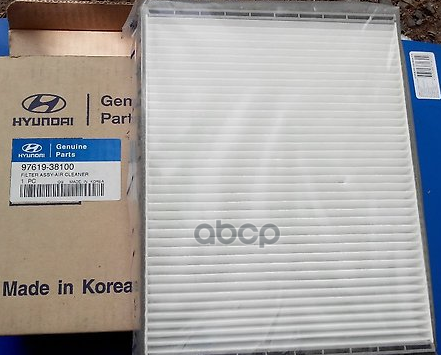 HYUNDAI
Genuine
Parts
HYUNDAI
Genuine
Parts
97619-38100
FILTER ASSY-AIR CLEANER
1 PC MADE IN KOREA
Made in Korea
abcp